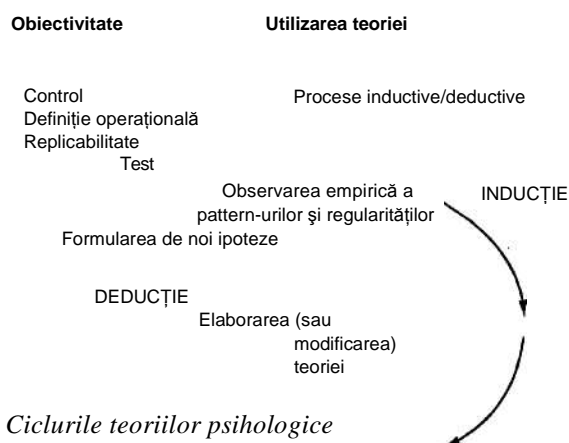 Obiectivitate Utilizarea teoriei
Control Procese inductive/deductive
Definiție operațională
Replicabilitate
Test
Observarea empirică a INDUCȚIE
pattern-urilor şi regularităților
Formularea de noi ipoteze
DEDUCȚIE
Elaborarea (sau
modificarea)
teoriei
Ciclurile teoriilor psihologice